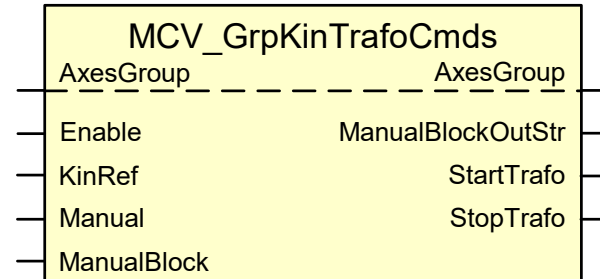 MCV_GrpKinTrafoCmds
AxesGroup AxesGroup
Enable ManualBlockOutStr
KinRef StartTrafo
Manual StopTrafo
ManualBlock